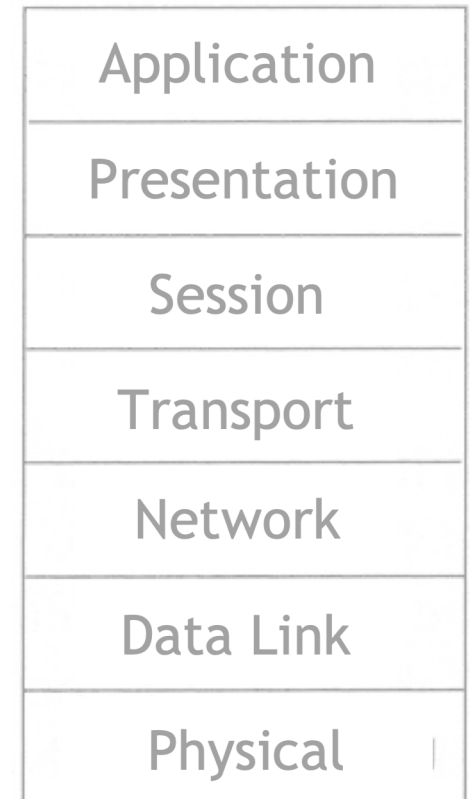 Application
Presentation
Session
Transport
Network
Data Link
Physical